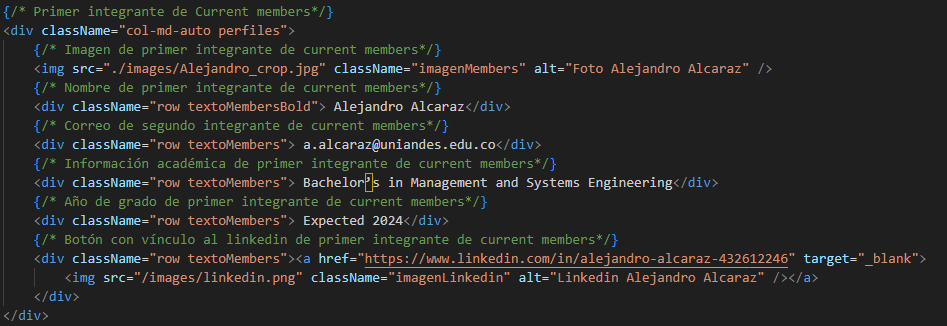 {/* Primer integrante de Current members*/}
<div className="col-md-auto perfiles">
{/* Imagen de primer integrante de current members*/}
<img src="./images/Alejandro_crop.jpg" className="imagenMembers" alt="Foto Alejandro Alcaraz" />
{/* Nombre de primer integrante de current members*/}
<div className="row textoMembersBold"> Alejandro Alcaraz</div>
{/* Correo de segundo integrante de current members*/}
<div className="row textoMembers"> a.alcaraz@uniandes.edu.co</div>
{/* Información académica de primer integrante de current members*/}
<div className="row textoMembers"> Bachelor’s in Management and Systems Engineering</div>
{/* Año de grado de primer integrante de current members*/}
<div className="row textoMembers"> Expected 2024</div>
{/* Botón con vínculo al linkedin de primer integrante de current members*/}
<div className="row textoMembers"><a href="https://www.linkedin.com/in/alejandro-alcaraz-432612246" target="_blank">
<img src="/images/linkedin.png" className="imagenLinkedin" alt="Linkedin Alejandro Alcaraz" /></a>
</div>
</div>